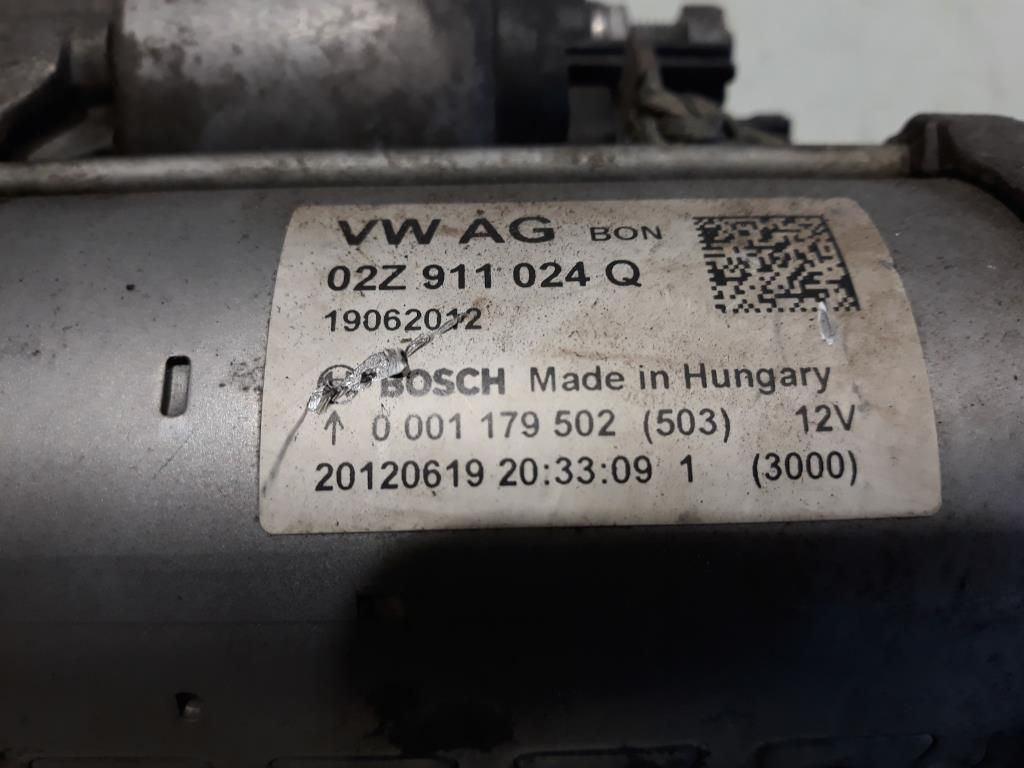 VW AG BON
02Z 911 024 Q
19062012
BOSCH Made in Hungary
↑ 0 001 179 502 (503) 12V
20120619 20:33:09 1 (3000)